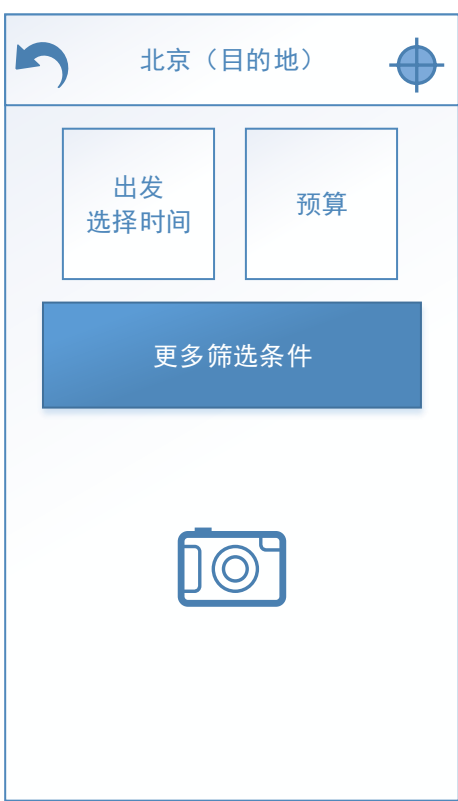 北京（目的地）
出发
选择时间
预算
更多筛选条件